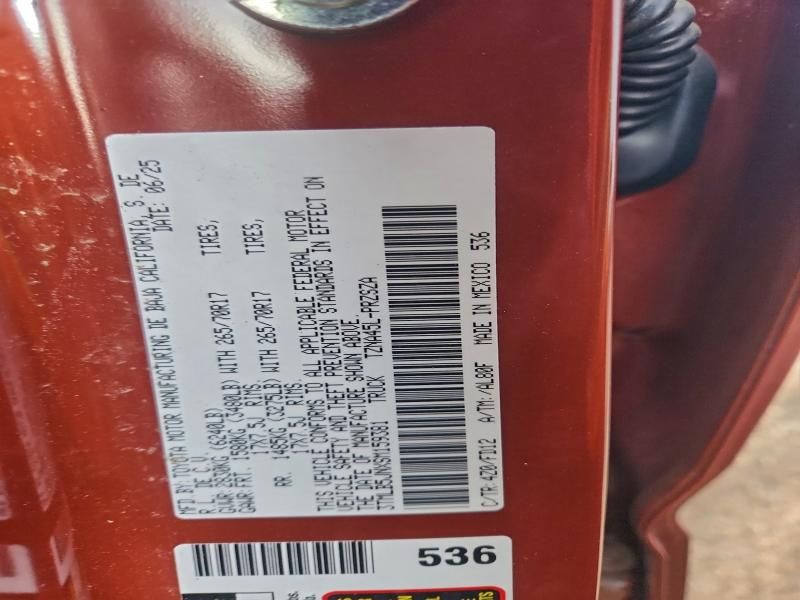 MFD.BY:TOYOTA MOTOR MANUFACTURING DE BAJA CALIFORNIA, S. DE
R.L. DE C.V. DATE: 06/25
GVWR:2830KG (6240LB)
GAWR:FRT. 1580KG (3480LB) WITH 265/70R17 TIRES,
17X7.5J RIMS.
RR. 1485KG (3275LB) WITH 265/70R17 TIRES,
17X7.5J RIMS.
THIS VEHICLE CONFORMS TO ALL APPLICABLE FEDERAL MOTOR
VEHICLE SAFETY AND THEFT PREVENTION STANDARDS IN EFFECT ON
THE DATE OF MANUFACTURE SHOWN ABOVE.
3TMLB5JNXSM159381 TRUCK TZNA45L-PRZSZA
C/TR:4Z0/FD12 A/TM:/AL80F MADE IN MEXICO 536
536